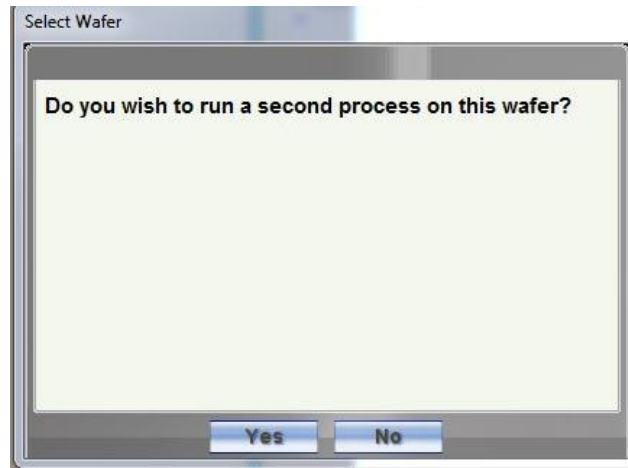 Select Wafer
Do you wish to run a second process on this wafer?
Yes
No